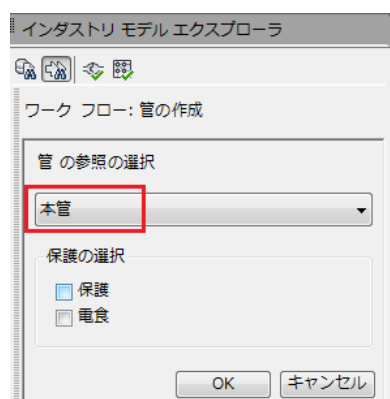 インダストリ モデル エクスプローラ
ワーク フロー: 管の作成
管 の参照の選択
本管
保護の選択
保護
電食
OK キャンセル